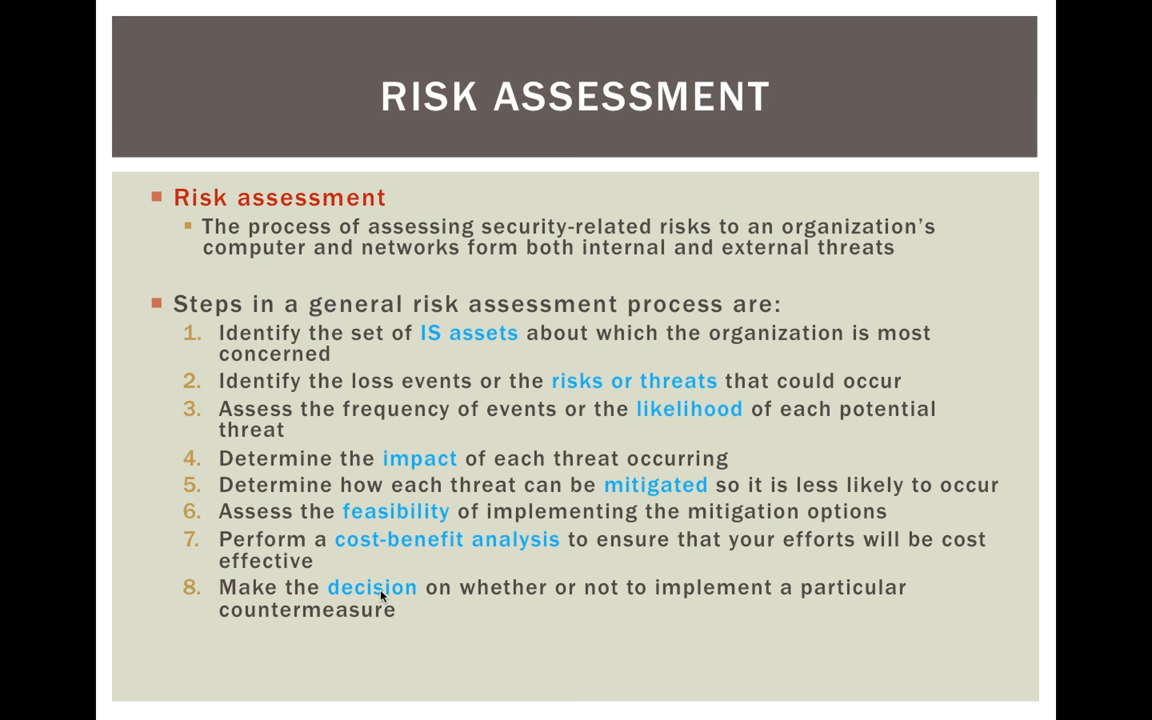 RISK ASSESSMENT
Risk assessment
The process of assessing security-related risks to an organization's
computer and networks form both internal and external threats
Steps in a general risk assessment process are:
1. Identify the set of IS assets about which the organization is most
concerned
2. Identify the loss events or the risks or threats that could occur
3. Assess the frequency of events or the likelihood of each potential
threat
4. Determine the impact of each threat occurring
5. Determine how each threat can be mitigated so it is less likely to occur
6. Assess the feasibility of implementing the mitigation options
7. Perform a cost-benefit analysis to ensure that your efforts will be cost
effective
8. Make the decision on whether or not to implement a particular
countermeasure